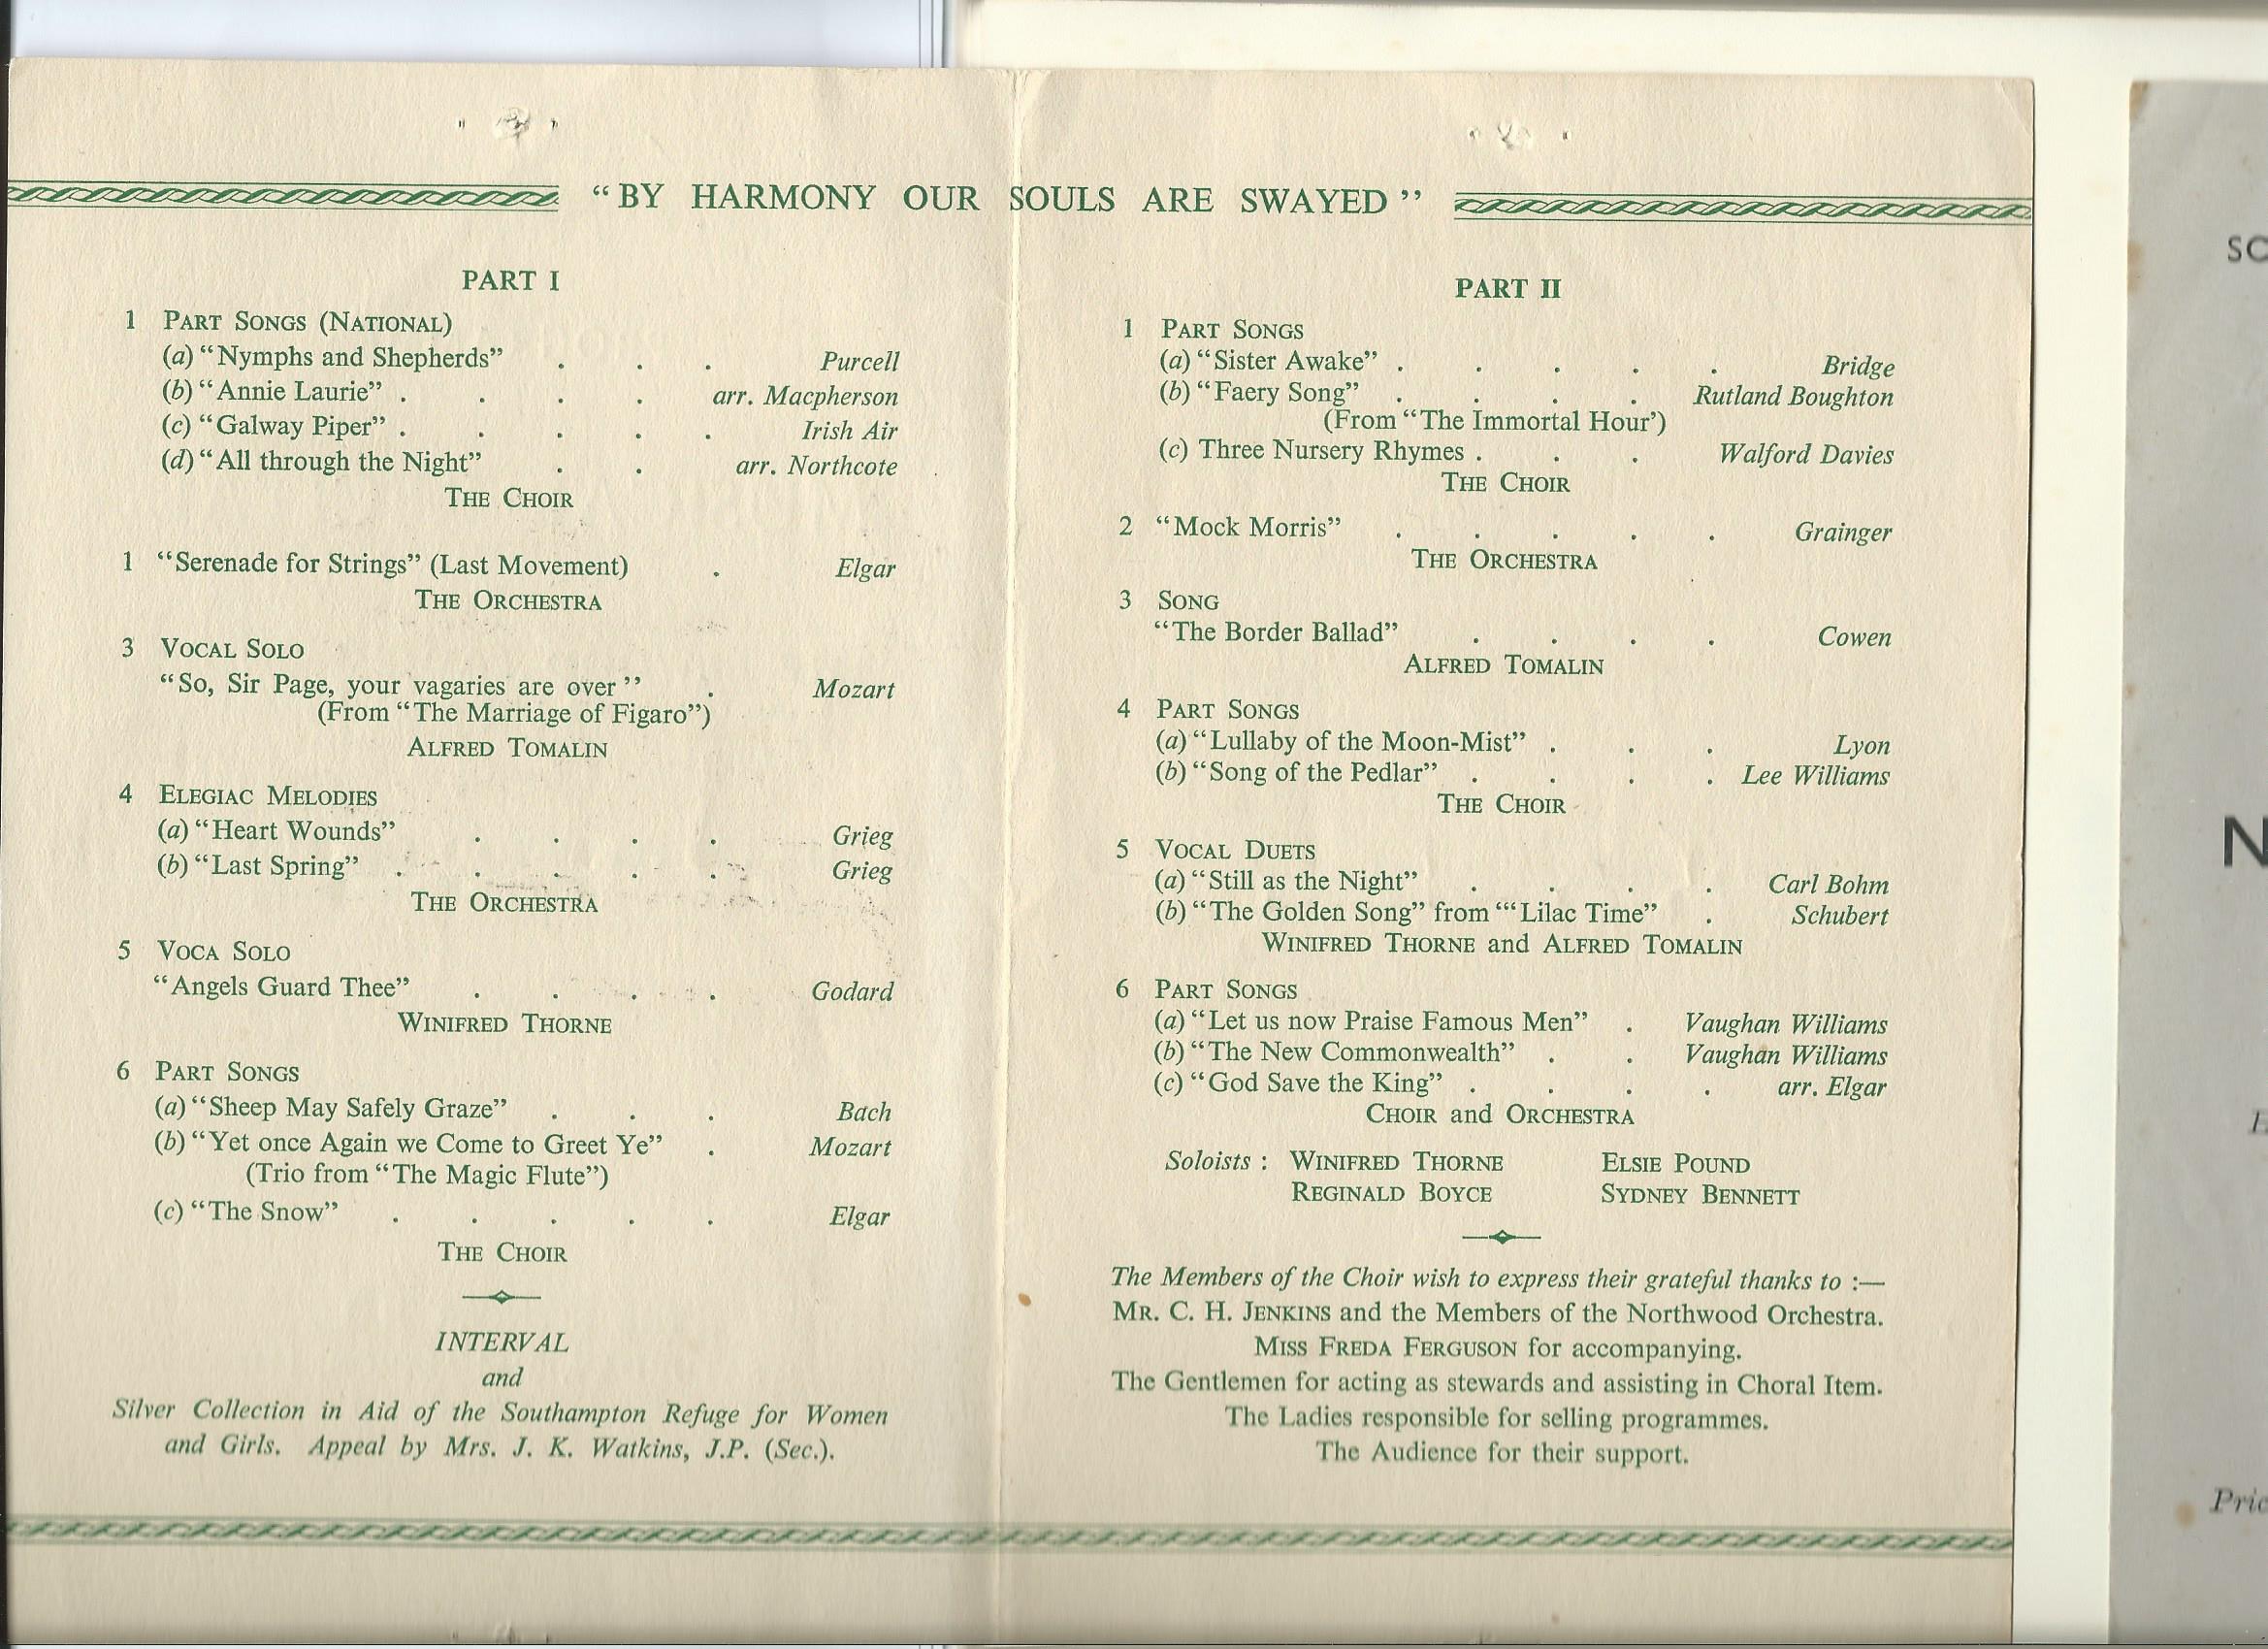 "BY HARMONY OUR SOULS ARE SWAYED"
PART I
1 PART SONGS (NATIONAL)
(a) "Nymphs and Shepherds" . . . Purcell
(b) "Annie Laurie" . . . . arr. Macpherson
(c) "Galway Piper" . . . . . Irish Air
(d) "All through the Night" . . arr. Northcote
THE CHOIR
1 "Serenade for Strings" (Last Movement) . Elgar
THE ORCHESTRA
3 VOCAL SOLO
"So, Sir Page, your vagaries are over" . Mozart
(From "The Marriage of Figaro")
ALFRED TOMALIN
4 ELEGIAC MELODIES
(a) "Heart Wounds" . . . . Grieg
(b) "Last Spring" . . . . . Grieg
THE ORCHESTRA
5 VOCA SOLO
"Angels Guard Thee" . . . . Godard
WINIFRED THORNE
6 PART SONGS
(a) "Sheep May Safely Graze" . . . Bach
(b) "Yet once Again we Come to Greet Ye" . Mozart
(Trio from "The Magic Flute")
(c) "The Snow" . . . . . Elgar
THE CHOIR
INTERVAL
and
Silver Collection in Aid of the Southampton Refuge for Women
and Girls. Appeal by Mrs. J. K. Watkins, J.P. (Sec.).
PART II
1 PART SONGS
(a) "Sister Awake" . . . . . Bridge
(b) "Faery Song" . . . . Rutland Boughton
(From "The Immortal Hour')
(c) Three Nursery Rhymes . . . Walford Davies
THE CHOIR
2 "Mock Morris" . . . . . Grainger
THE ORCHESTRA
3 SONG
"The Border Ballad" . . . . Cowen
ALFRED TOMALIN
4 PART SONGS
(a) "Lullaby of the Moon-Mist" . . . Lyon
(b) "Song of the Pedlar" . . . . Lee Williams
THE CHOIR
5 VOCAL DUETS
(a) "Still as the Night" . . . . Carl Bohm
(b) "The Golden Song" from "'Lilac Time" . Schubert
WINIFRED THORNE and ALFRED TOMALIN
6 PART SONGS
(a) "Let us now Praise Famous Men" . Vaughan Williams
(b) "The New Commonwealth" . . Vaughan Williams
(c) "God Save the King" . . . . arr. Elgar
CHOIR and ORCHESTRA
Soloists : WINIFRED THORNE ELSIE POUND
REGINALD BOYCE SYDNEY BENNETT
The Members of the Choir wish to express their grateful thanks to :—
MR. C. H. JENKINS and the Members of the Northwood Orchestra.
MISS FREDA FERGUSON for accompanying.
The Gentlemen for acting as stewards and assisting in Choral Item.
The Ladies responsible for selling programmes.
The Audience for their support.